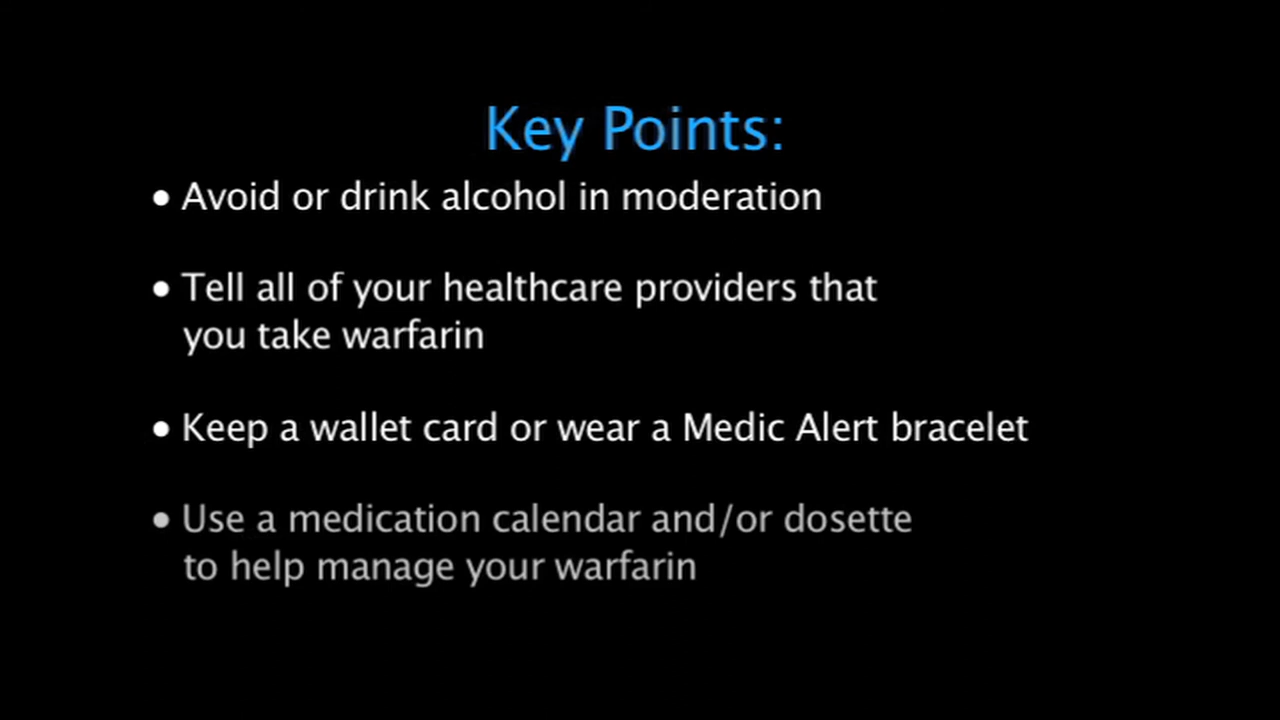 Key Points:
• Avoid or drink alcohol in moderation
• Tell all of your healthcare providers that
you take warfarin
• Keep a wallet card or wear a Medic Alert bracelet
• Use a medication calendar and/or dosette
to help manage your warfarin